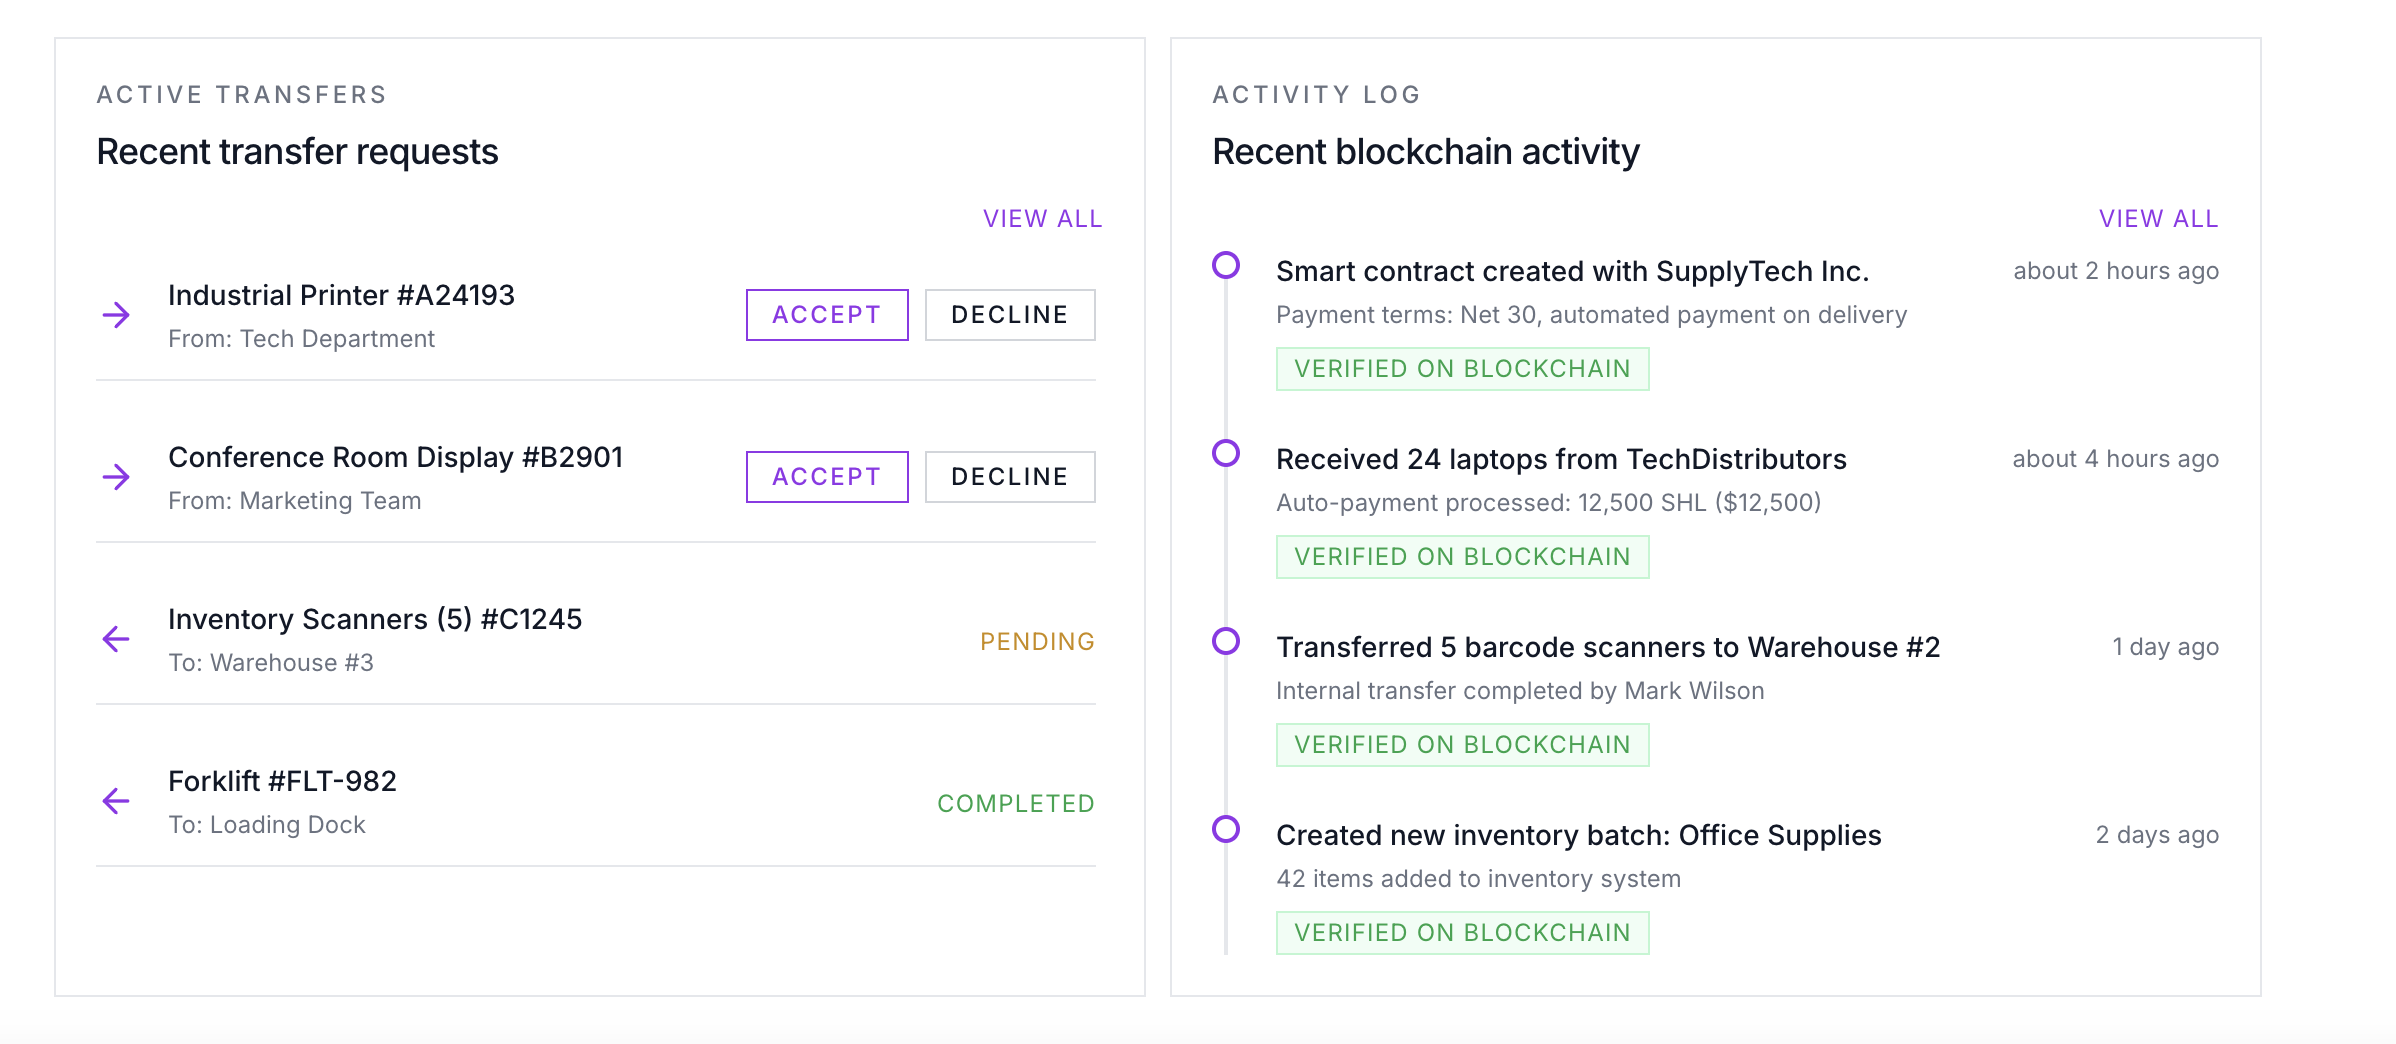 ACTIVE TRANSFERS
Recent transfer requests
VIEW ALL
Industrial Printer #A24193
From: Tech Department
ACCEPT
DECLINE
Conference Room Display #B2901
From: Marketing Team
ACCEPT
DECLINE
Inventory Scanners (5) #C1245
To: Warehouse #3
PENDING
Forklift #FLT-982
To: Loading Dock
COMPLETED
ACTIVITY LOG
Recent blockchain activity
VIEW ALL
Smart contract created with SupplyTech Inc.
about 2 hours ago
Payment terms: Net 30, automated payment on delivery
VERIFIED ON BLOCKCHAIN
Received 24 laptops from TechDistributors
about 4 hours ago
Auto-payment processed: 12,500 SHL ($12,500)
VERIFIED ON BLOCKCHAIN
Transferred 5 barcode scanners to Warehouse #2
1 day ago
Internal transfer completed by Mark Wilson
VERIFIED ON BLOCKCHAIN
Created new inventory batch: Office Supplies
2 days ago
42 items added to inventory system
VERIFIED ON BLOCKCHAIN